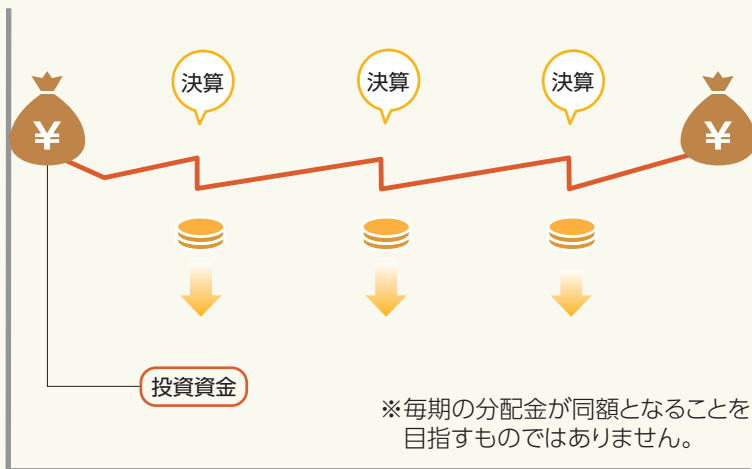 決算
決算
決算
¥
¥
投資資金
※毎期の分配金が同額となることを
目指すものではありません。